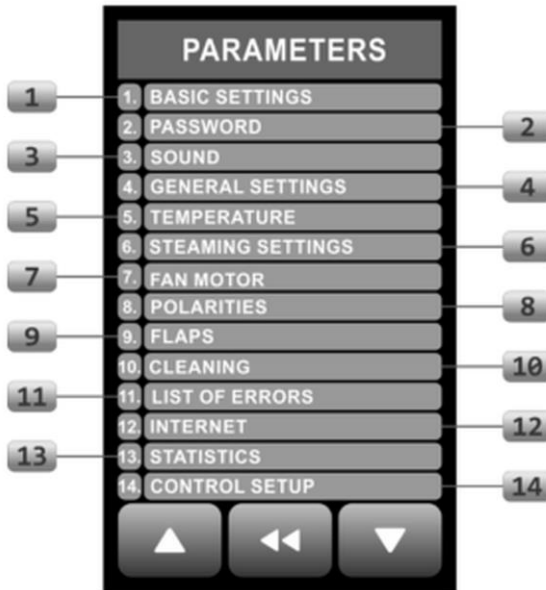 PARAMETERS
1 1. BASIC SETTINGS
2. PASSWORD 2
3 3. SOUND
4. GENERAL SETTINGS 4
5 5. TEMPERATURE
6. STEAMING SETTINGS 6
7 7. FAN MOTOR
8. POLARITIES 8
9 9. FLAPS
10. CLEANING 10
11 11. LIST OF ERRORS
12. INTERNET 12
13 13. STATISTICS
14. CONTROL SETUP 14